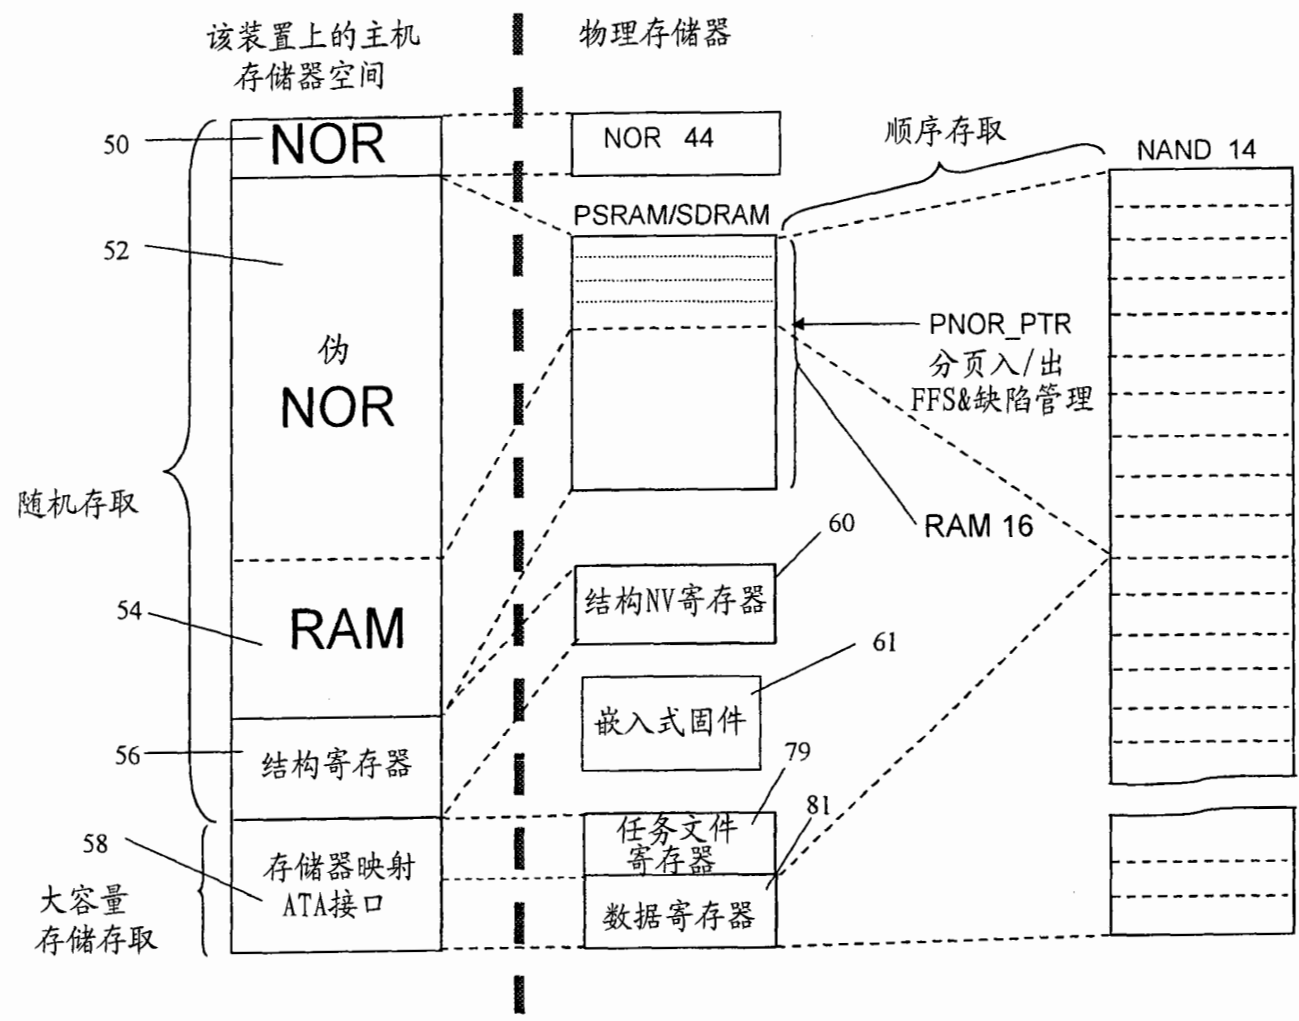 该装置上的主机
存储器空间
物理存储器
50
NOR
NOR 44
顺序存取
NAND 14
PSRAM/SDRAM
52
伪
NOR
PNOR_PTR
分页入/出
FFS&缺陷管理
随机存取
RAM 16
60
54
RAM
结构NV寄存器
61
嵌入式固件
56
结构寄存器
79
81
58
存储器映射
ATA接口
任务文件
寄存器
大容量
存储存取
数据寄存器